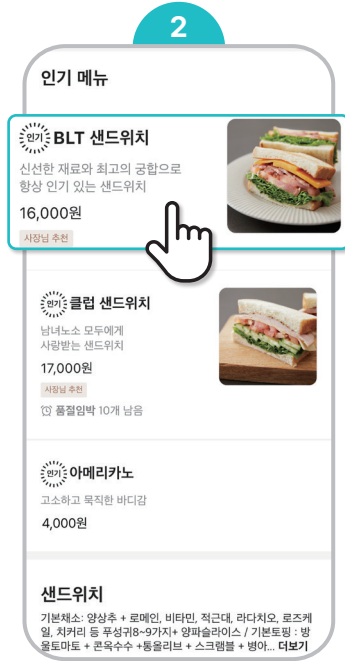 2
인기 메뉴
인기 BLT 샌드위치
신선한 재료와 최고의 궁합으로
항상 인기 있는 샌드위치
16,000원
사장님 추천
인기 클럽 샌드위치
남녀노소 모두에게
사랑받는 샌드위치
17,000원
사장님 추천
품절임박 10개 남음
인기 아메리카노
고소하고 묵직한 바디감
4,000원
샌드위치
기본채소: 양상추 + 로메인, 비타민, 적근대, 라다치오, 로즈케
일, 치커리 등 푸성귀8~9가지+ 양파슬라이스 / 기본토핑 : 방
울토마토 + 콘옥수수 +통올리브 + 스크램블 + 병아... 더보기